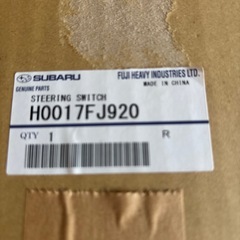 SUBARU
GENUINE PARTS
FUJI HEAVY INDUSTRIES LTD.
MADE IN CHINA
STEERING SWITCH
H0017FJ920
QTY 1 R